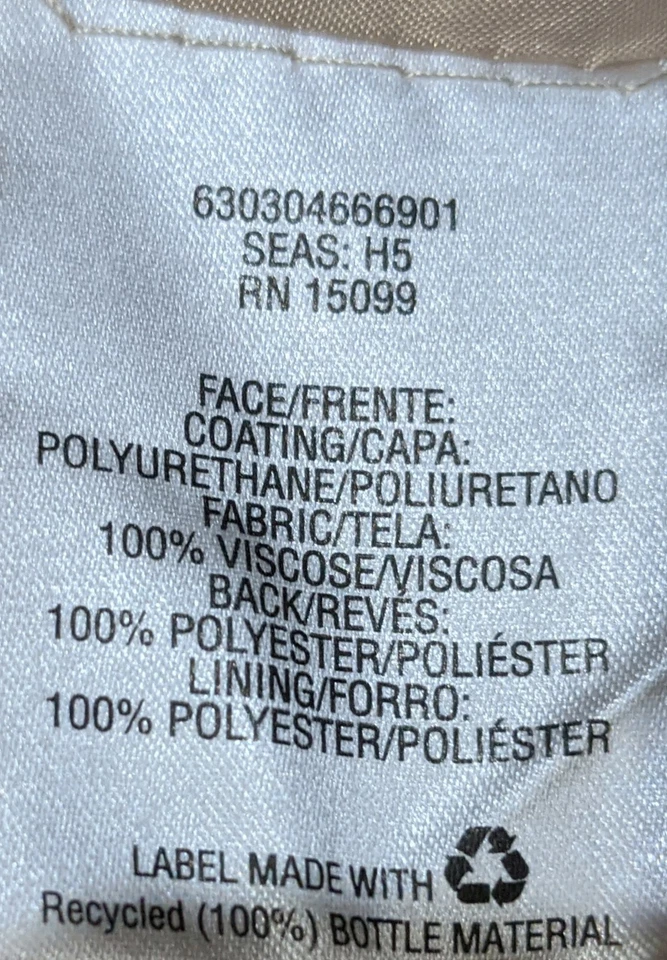 630304666901
SEAS: H5
RN 15099
FACE/FRENTE:
COATING/CAPA:
POLYURETHANE/POLIURETANO
FABRIC/TELA:
100% VISCOSE/VISCOSA
BACK/REVÉS:
100% POLYESTER/POLIÉSTER
LINING/FORRO:
100% POLYESTER/POLIÉSTER
LABEL MADE WITH
Recycled (100%) BOTTLE MATERIAL